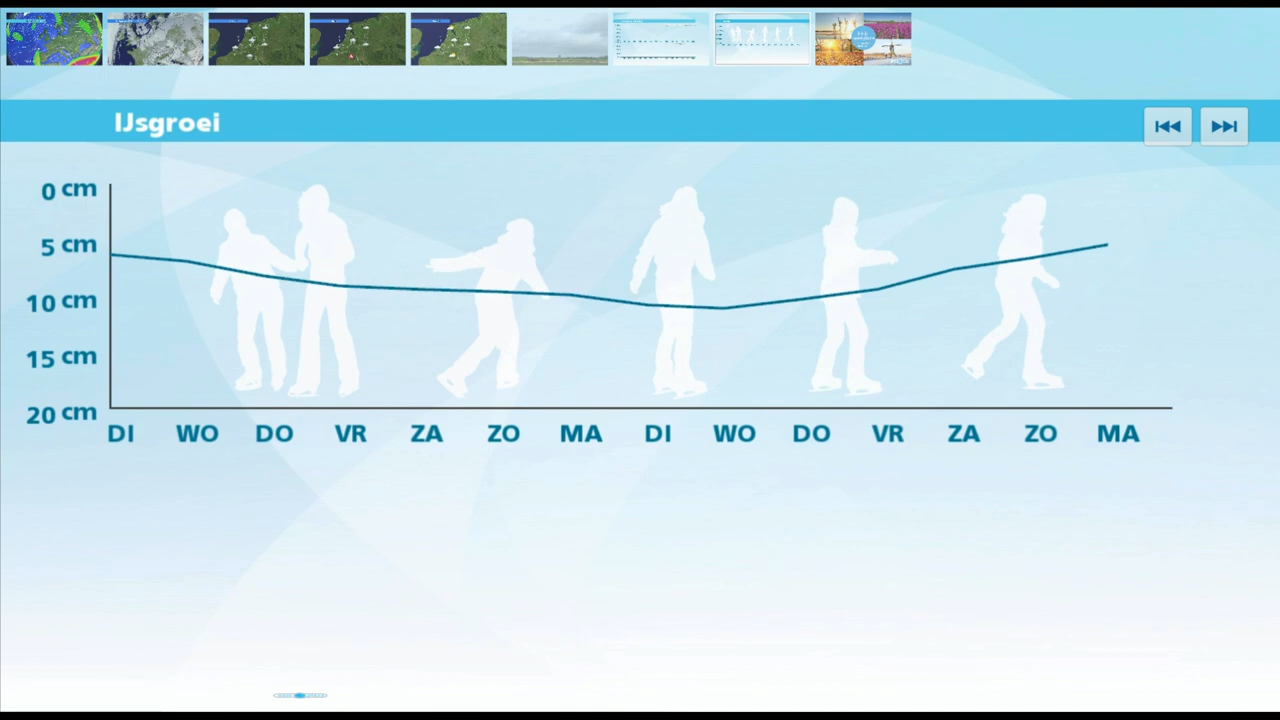 IJsgroei
0 cm
5 cm
10 cm
15 cm
20 cm
DI WO DO VR ZA ZO MA DI WO DO VR ZA ZO MA